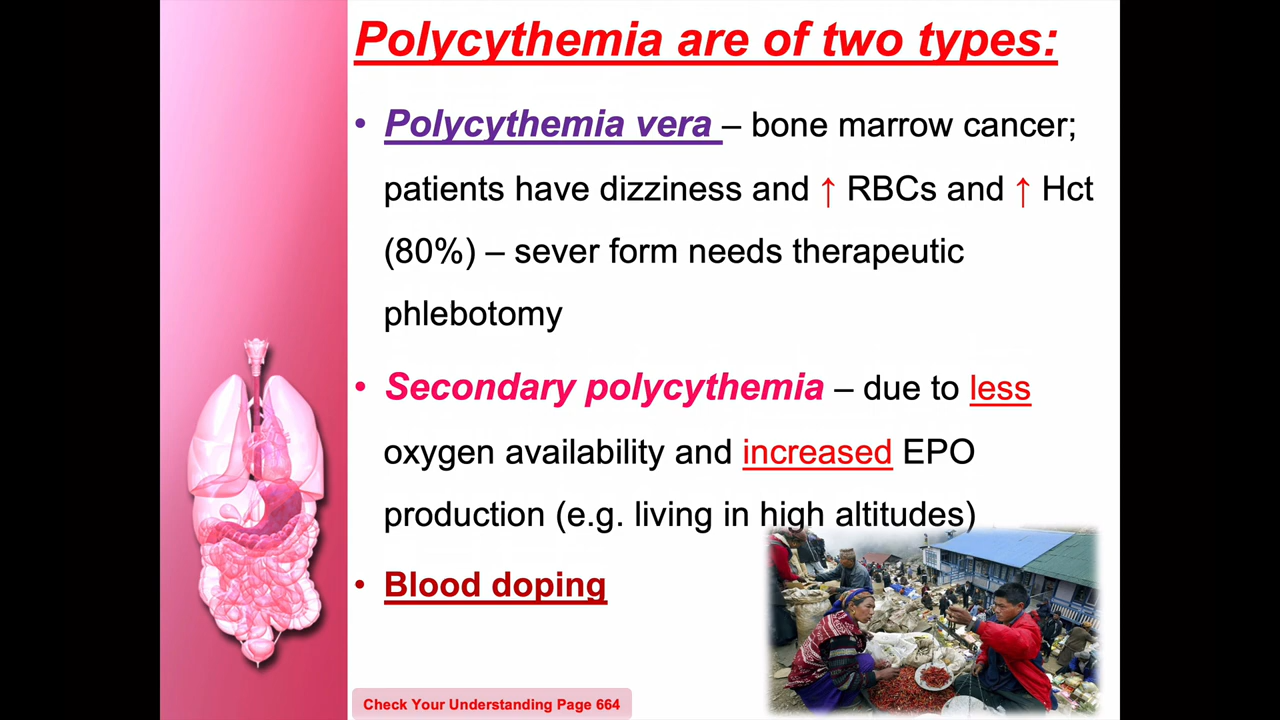 Polycythemia are of two types:
• Polycythemia vera – bone marrow cancer;
patients have dizziness and ↑ RBCs and ↑ Hct
(80%) – sever form needs therapeutic
phlebotomy
• Secondary polycythemia – due to less
oxygen availability and increased EPO
production (e.g. living in high altitudes)
• Blood doping
Check Your Understanding Page 664